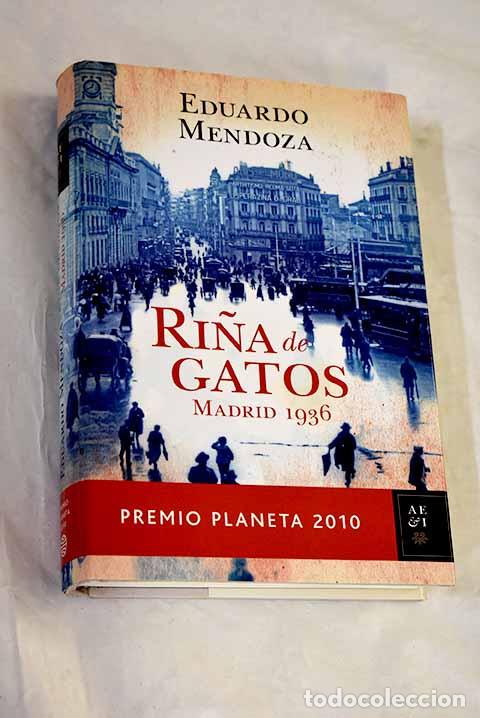 EDUARDO
MENDOZA
RIÑA de
GATOS
MADRID 1936
PREMIO PLANETA 2010
AE
&I
todocoleccion